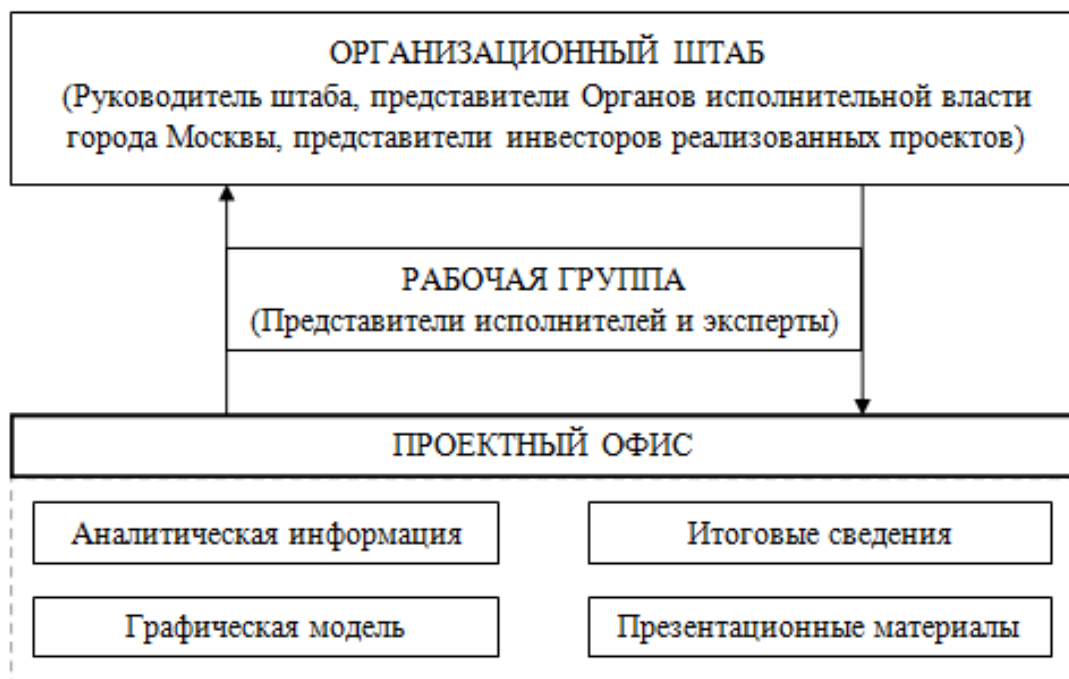 ОРГАНИЗАЦИОННЫЙ ШТАБ
(Руководитель штаба, представители Органов исполнительной власти
города Москвы, представители инвесторов реализованных проектов)
РАБОЧАЯ ГРУППА
(Представители исполнителей и эксперты)
ПРОЕКТНЫЙ ОФИС
Аналитическая информация
Итоговые сведения
Графическая модель
Презентационные материалы